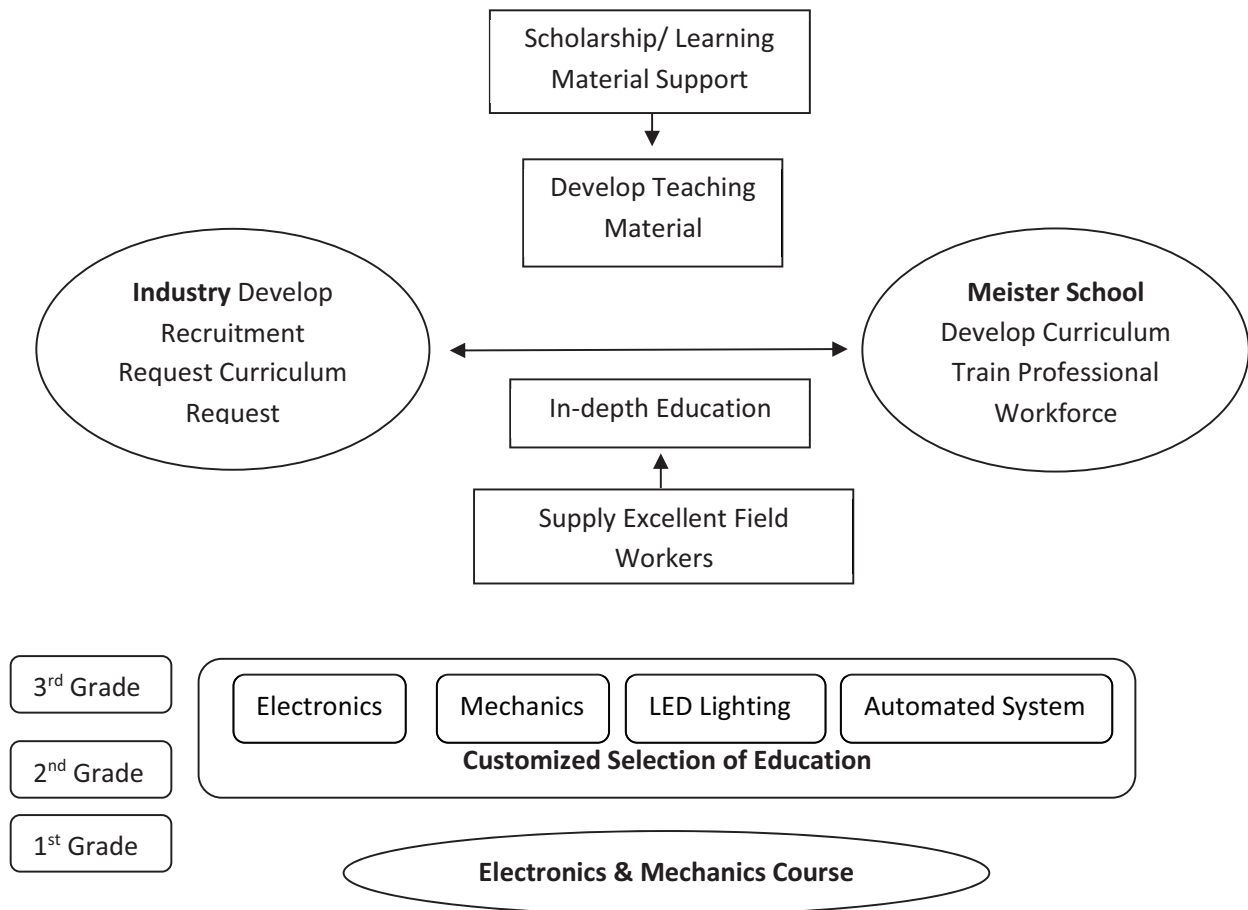 Scholarship/ Learning
Material Support
Develop Teaching
Material
Industry Develop
Recruitment
Request Curriculum
Request
Meister School
Develop Curriculum
Train Professional
Workforce
In-depth Education
Supply Excellent Field
Workers
3rd Grade
Electronics
Mechanics
LED Lighting
Automated System
Customized Selection of Education
2nd Grade
1st Grade
Electronics & Mechanics Course